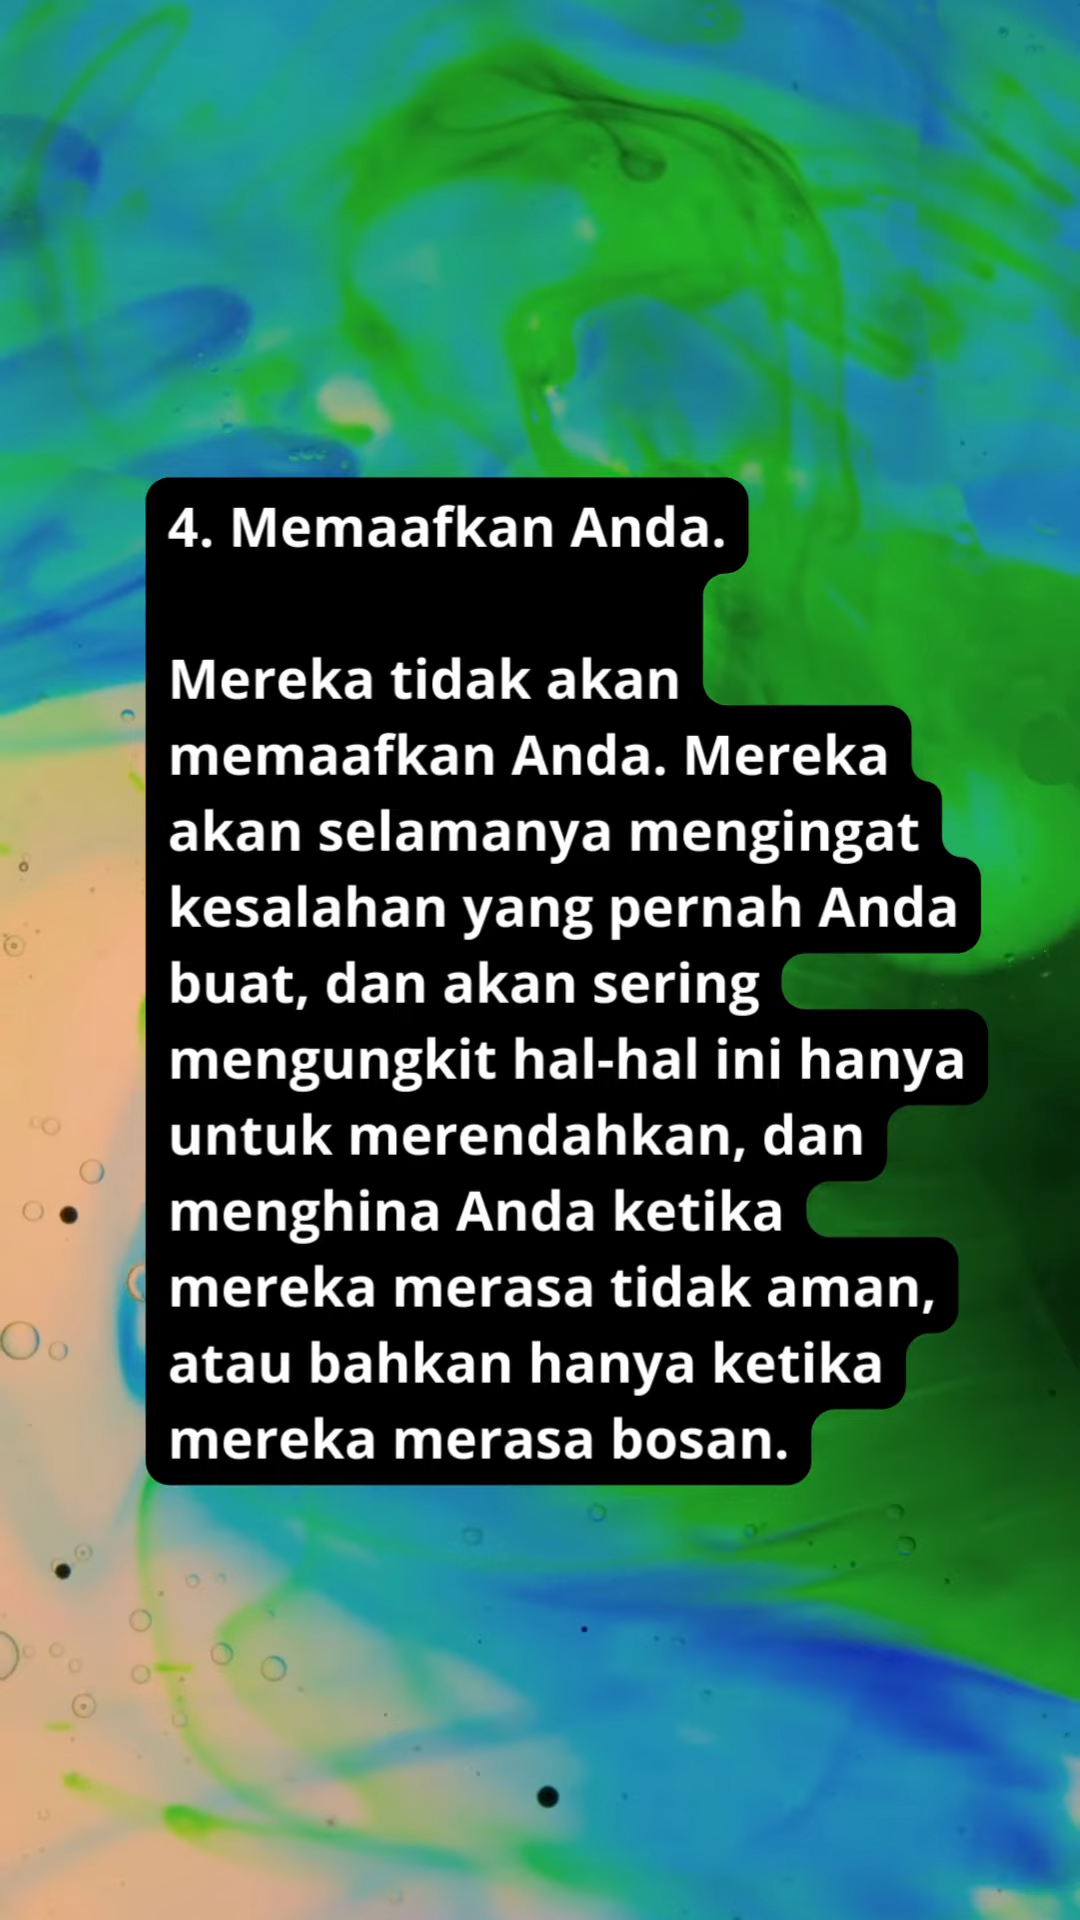 4. Memaafkan Anda.
Mereka tidak akan
memaafkan Anda. Mereka
akan selamanya mengingat
kesalahan yang pernah Anda
buat, dan akan sering
mengungkit hal-hal ini hanya
untuk merendahkan, dan
menghina Anda ketika
mereka merasa tidak aman,
atau bahkan hanya ketika
mereka merasa bosan.